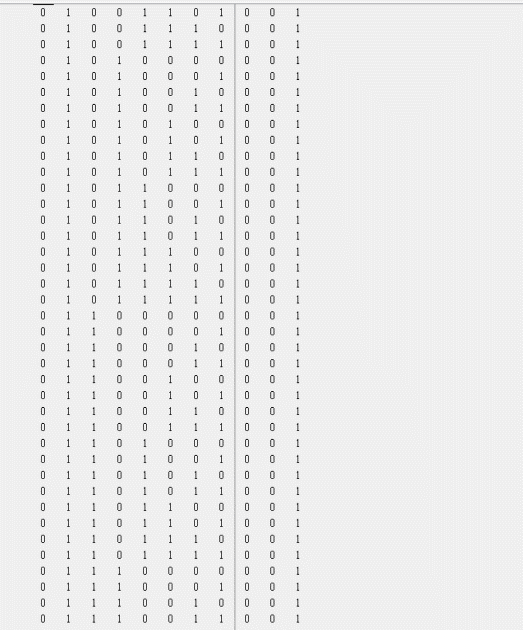 0 1 0 0 1 1 0 1 0 0 1
0 1 0 0 1 1 1 0 0 0 1
0 1 0 0 1 1 1 1 0 0 1
0 1 0 1 0 0 0 0 0 0 1
0 1 0 1 0 0 0 1 0 0 1
0 1 0 1 0 0 1 0 0 0 1
0 1 0 1 0 0 1 1 0 0 1
0 1 0 1 0 1 0 0 0 0 1
0 1 0 1 0 1 0 1 0 0 1
0 1 0 1 0 1 1 0 0 0 1
0 1 0 1 0 1 1 1 0 0 1
0 1 0 1 1 0 0 0 0 0 1
0 1 0 1 1 0 0 1 0 0 1
0 1 0 1 1 0 1 0 0 0 1
0 1 0 1 1 0 1 1 0 0 1
0 1 0 1 1 1 0 0 0 0 1
0 1 0 1 1 1 0 1 0 0 1
0 1 0 1 1 1 1 0 0 0 1
0 1 0 1 1 1 1 1 0 0 1
0 1 1 0 0 0 0 0 0 0 1
0 1 1 0 0 0 0 1 0 0 1
0 1 1 0 0 0 1 0 0 0 1
0 1 1 0 0 0 1 1 0 0 1
0 1 1 0 0 1 0 0 0 0 1
0 1 1 0 0 1 0 1 0 0 1
0 1 1 0 0 1 1 0 0 0 1
0 1 1 0 0 1 1 1 0 0 1
0 1 1 0 1 0 0 0 0 0 1
0 1 1 0 1 0 0 1 0 0 1
0 1 1 0 1 0 1 0 0 0 1
0 1 1 0 1 0 1 1 0 0 1
0 1 1 0 1 1 0 0 0 0 1
0 1 1 0 1 1 0 1 0 0 1
0 1 1 0 1 1 1 0 0 0 1
0 1 1 0 1 1 1 1 0 0 1
0 1 1 1 0 0 0 0 0 0 1
0 1 1 1 0 0 0 1 0 0 1
0 1 1 1 0 0 1 0 0 0 1
0 1 1 1 0 0 1 1 0 0 1